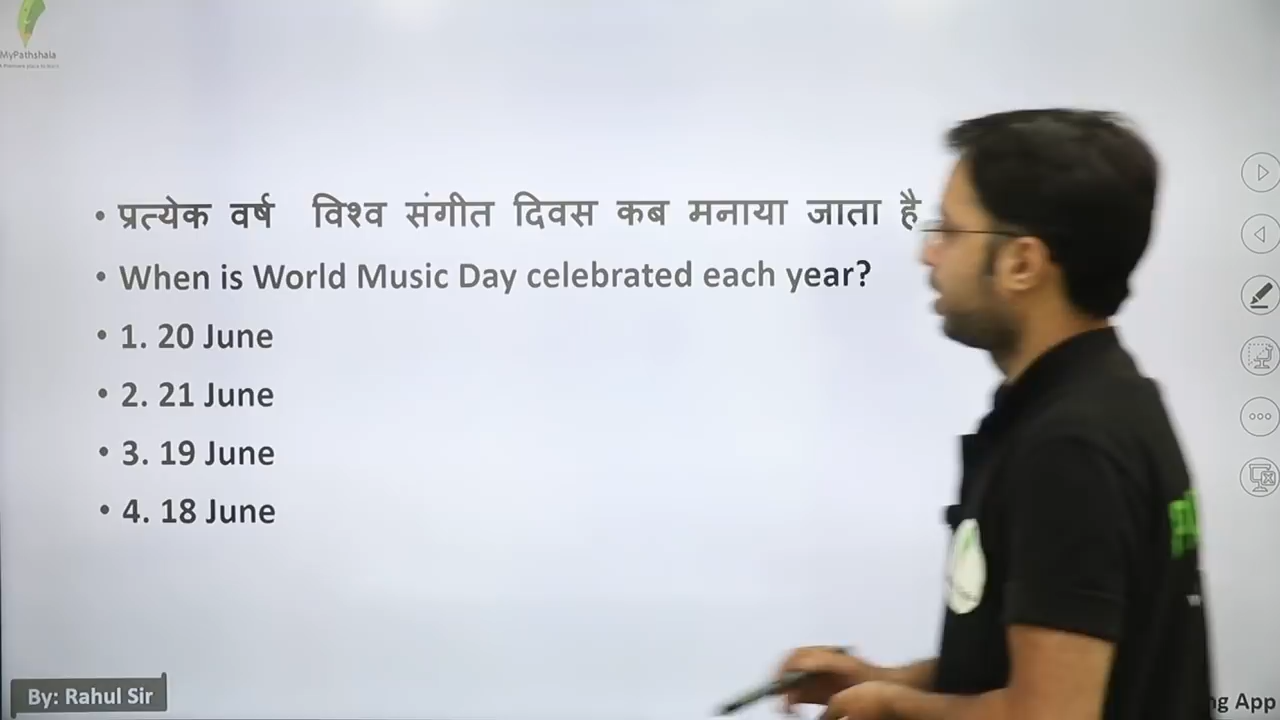 MyPathshala
• प्रत्येक वर्ष विश्व संगीत दिवस कब मनाया जाता है
• When is World Music Day celebrated each year?
• 1. 20 June
• 2. 21 June
• 3. 19 June
• 4. 18 June
By: Rahul Sir
App